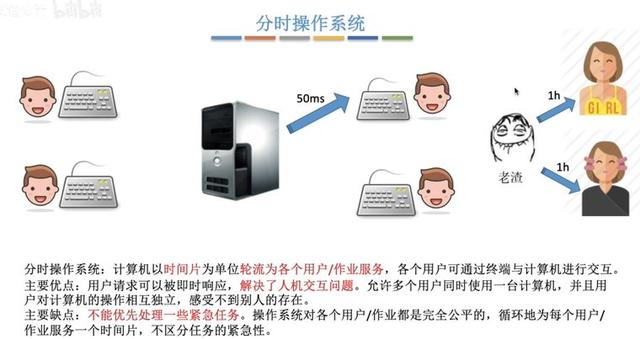 bilibili
分时操作系统
50ms
1h
GIRL
老渣
1h
分时操作系统：计算机以时间片为单位轮流为各个用户/作业服务，各个用户可通过终端与计算机进行交互。
主要优点：用户请求可以被即时响应，解决了人机交互问题。允许多个用户同时使用一台计算机，并且用
户对计算机的操作相互独立，感受不到别人的存在。
主要缺点：不能优先处理一些紧急任务。操作系统对各个用户/作业都是完全公平的，循环地为每个用户/
作业服务一个时间片，不区分任务的紧急性。